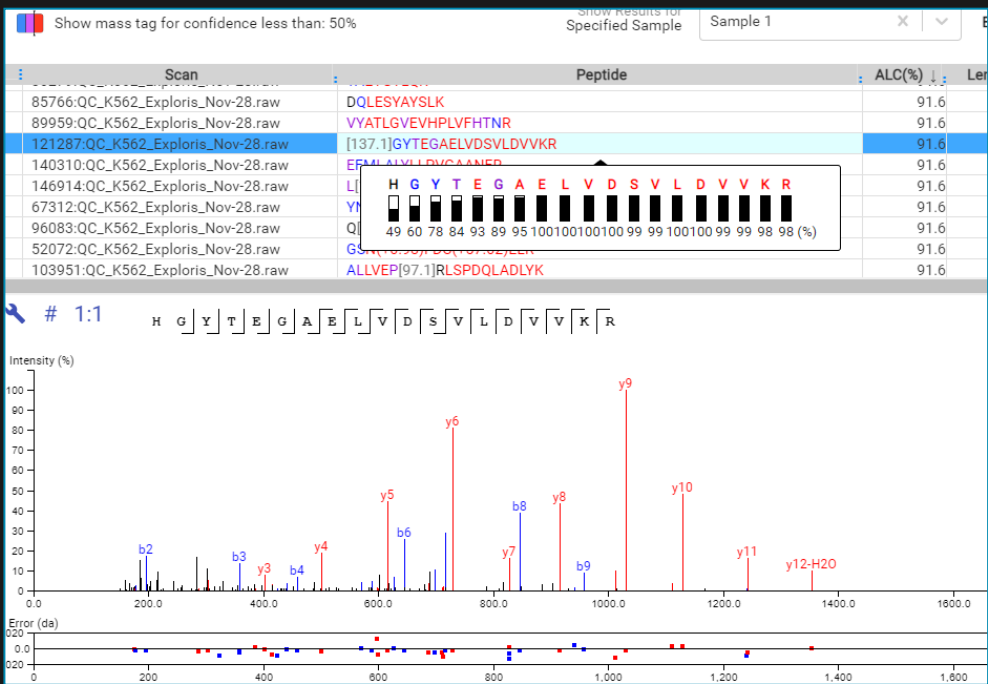 Show mass tag for confidence less than: 50%
Show Results for
Specified Sample
Sample 1
Scan Peptide ALC(%)
85766:QC_K562_Exploris_Nov-28.raw DQLESYAYSLK 91.6
89959:QC_K562_Exploris_Nov-28.raw VYATLGVEVHPLVFHTNR 91.6
121287:QC_K562_Exploris_Nov-28.raw [137.1]GYTEGAELVDSVLDVVKR 91.6
140310:QC_K562_Exploris_Nov-28.raw 91.6
H G Y T E G A E L V D S V L D V V K R
146914:QC_K562_Exploris_Nov-28.raw L[ 91.6
67312:QC_K562_Exploris_Nov-28.raw 91.6
49 60 78 84 93 89 95 100 100 100 100 99 99 100 100 99 99 98 98 (%)
96083:QC_K562_Exploris_Nov-28.raw Q[ 91.6
52072:QC_K562_Exploris_Nov-28.raw 91.6
103951:QC_K562_Exploris_Nov-28.raw ALLVEP[97.1]RLSPDQLADLYK 91.6
# 1:1 H G Y T E G A E L V D S V L D V V K R
Intensity (%)
100
90
80
70
60
50
40
30
20
10
0
y9
y6
y10
y5
y8
b8
b6
y4
b2
b3
y7
y11
y3
b4
b9
y12-H2O
0.0 200.0 400.0 600.0 800.0 1000.0 1200.0 1400.0 1600.0
Error (da)
020
0.0
020
0 200 400 600 800 1,000 1,200 1,400 1,600